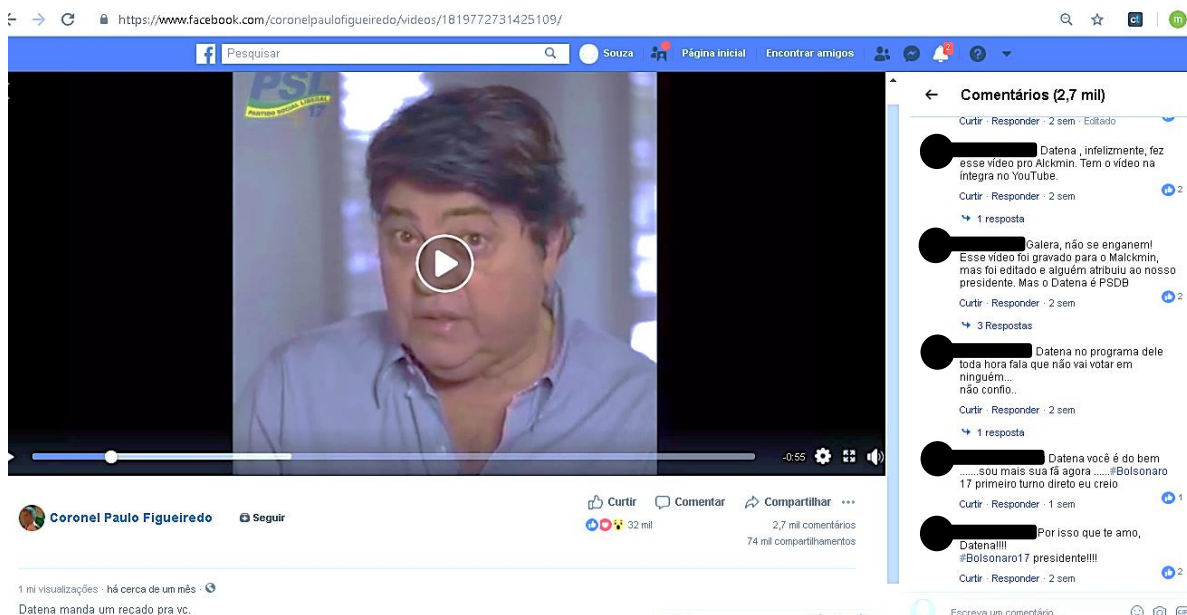 https://www.facebook.com/coronelpaulofigueiredo/videos/1819772731425109/
Pesquisar
Souza
Página inicial
Encontrar amigos
2
PSL
PARTIDO SOCIAL LIBERAL
17
-0:55
Coronel Paulo Figueiredo
Seguir
Curtir
Comentar
Compartilhar
32 mil
2,7 mil comentários
74 mil compartilhamentos
1 mi visualizações · há cerca de um mês ·
Datena manda um recado pra vc.
Comentários (2,7 mil)
Curtir · Responder · 2 sem · Editado
Datena , infelizmente, fez
esse vídeo pro Alckmin. Tem o vídeo na
íntegra no YouTube.
2
Curtir · Responder · 2 sem
1 resposta
Galera, não se enganem!
Esse vídeo foi gravado para o Malckmin,
mas foi editado e alguém atribuiu ao nosso
presidente. Mas o Datena é PSDB
2
Curtir · Responder · 2 sem
3 Respostas
Datena no programa dele
toda hora fala que não vai votar em
ninguém...
não confio..
Curtir · Responder · 2 sem
1 resposta
Datena você é do bem
.......sou mais sua fã agora ......#Bolsonaro
17 primeiro turno direto eu creio
1
Curtir · Responder · 1 sem
Por isso que te amo,
Datena!!!!
#Bolsonaro17 presidente!!!!
2
Curtir · Responder · 2 sem
Escreva um comentário
GIF
ct
m